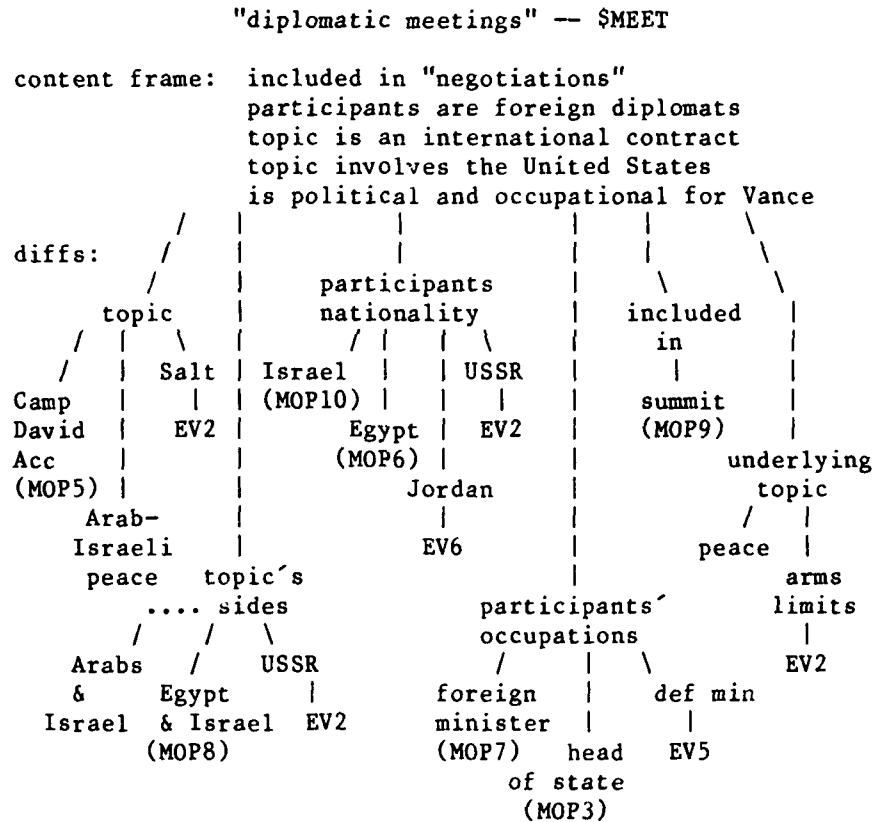 "diplomatic meetings" -- $MEET
content frame: included in "negotiations"
participants are foreign diplomats
topic is an international contract
topic involves the United States
is political and occupational for Vance
diffs:
participants
topic nationality included
in
Salt Israel USSR
Camp (MOP10) summit
David EV2 Egypt EV2 (MOP9)
Acc (MOP6) underlying
(MOP5) Jordan topic
Arab-
Israeli EV6 peace
peace topic´s arms
.... sides participants´ limits
occupations
Arabs USSR EV2
& Egypt foreign def min
Israel & Israel EV2 minister
(MOP8) (MOP7) head EV5
of state
(MOP3)